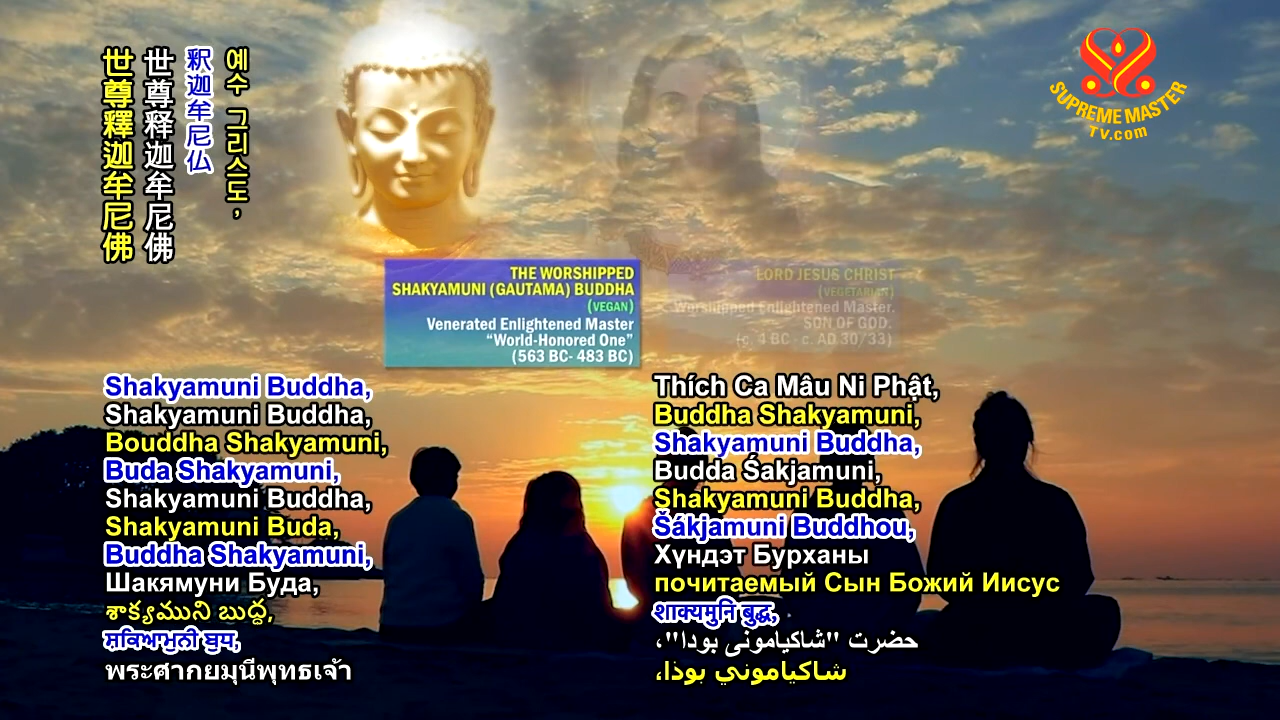 世尊釋迦牟尼佛
世尊释迦牟尼佛
釈迦牟尼仏
예수 그리스도,
SUPREME MASTER
TV.com
THE WORSHIPPED
SHAKYAMUNI (GAUTAMA) BUDDHA
(VEGAN)
Venerated Enlightened Master
“World-Honored One”
(563 BC- 483 BC)
LORD JESUS CHRIST
(VEGETARIAN)
Worshipped Enlightened Master.
SON OF GOD.
(c. 4 BC - c. AD 30/33)
Shakyamuni Buddha,
Shakyamuni Buddha,
Bouddha Shakyamuni,
Buda Shakyamuni,
Shakyamuni Buddha,
Shakyamuni Buda,
Buddha Shakyamuni,
Шакямуни Буда,
శాక్యముని బుద్ధ,
ਸ਼ਕਿਆਮੁਨੀ ਬੁਧ,
พระศากยมุนีพุทธเจ้า
Thích Ca Mâu Ni Phật,
Buddha Shakyamuni,
Shakyamuni Buddha,
Budda Śakjamuni,
Shakyamuni Buddha,
Šákjamuni Buddhou,
Хүндэт Бурханы
почитаемый Сын Божий Иисус
शाक्यमुनि बुद्ध,
حضرت "شاکیامونی بودا"،
شاكياموني بوذا،